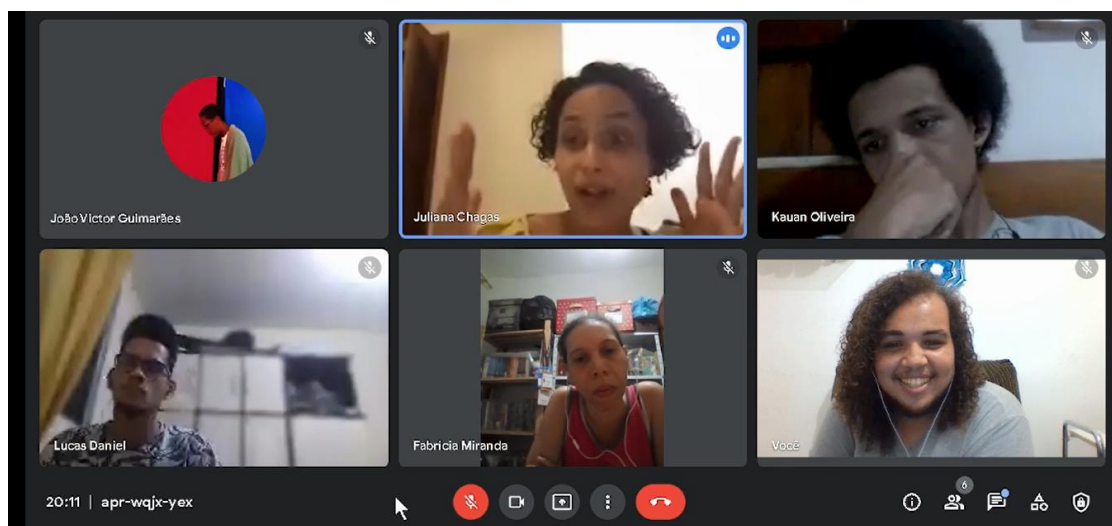 João Victor Guimarães
Juliana Chagas
Kauan Oliveira
Lucas Daniel
Fabricia Miranda
Você
20:11 | apr-wqjx-yex
6